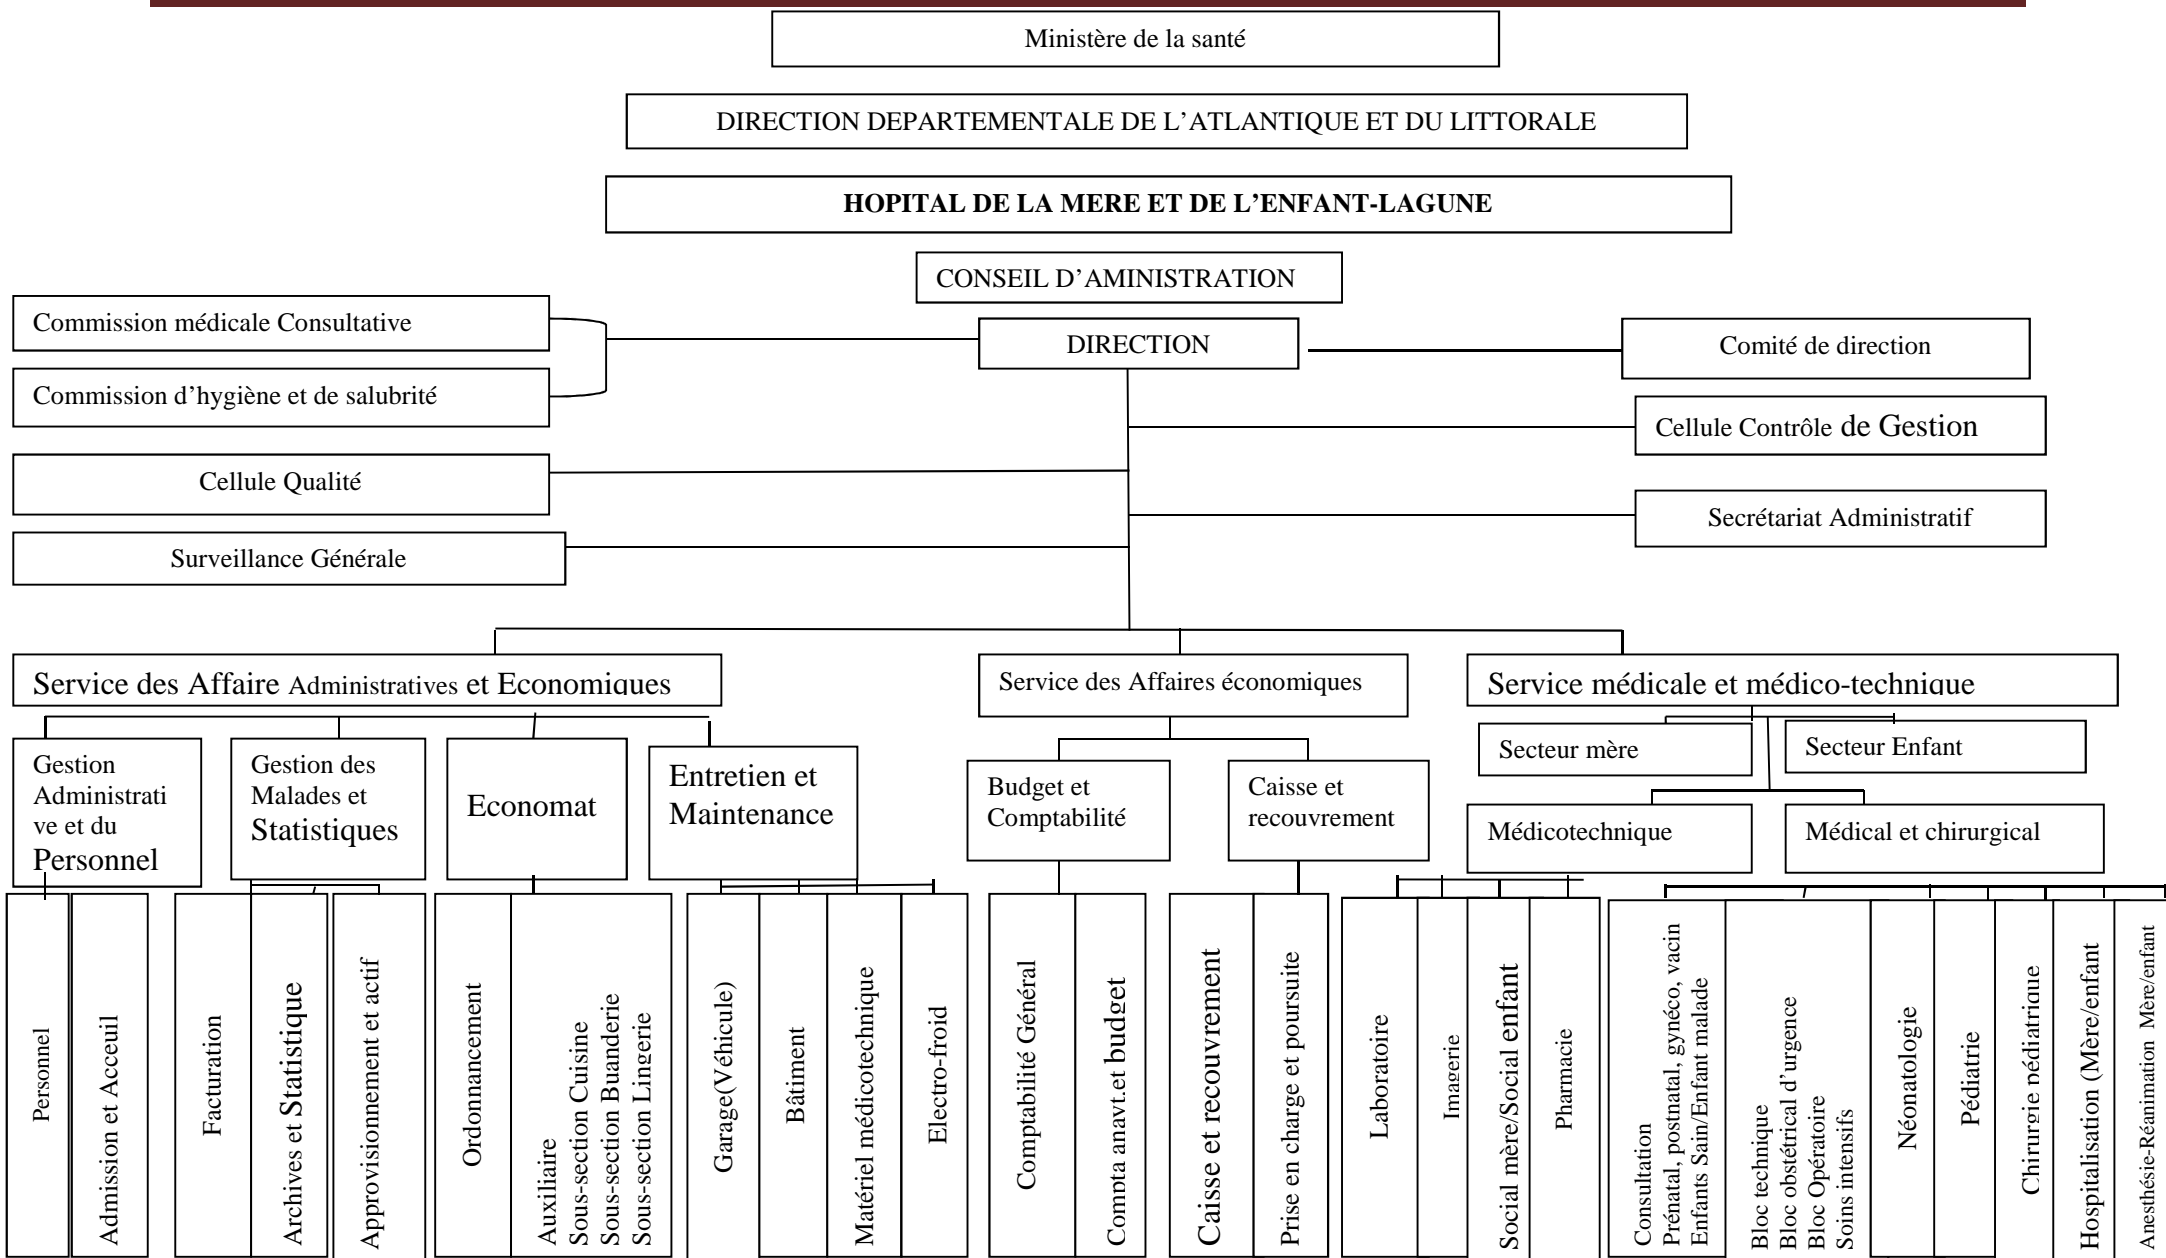 Ministère de la santé
DIRECTION DEPARTEMENTALE DE L’ATLANTIQUE ET DU LITTORALE
HOPITAL DE LA MERE ET DE L’ENFANT-LAGUNE
CONSEIL D’AMINISTRATION
Commission médicale Consultative
DIRECTION
Comité de direction
Commission d’hygiène et de salubrité
Cellule Contrôle de Gestion
Cellule Qualité
Secrétariat Administratif
Surveillance Générale
Service des Affaire Administratives et Economiques
Service des Affaires économiques
Service médicale et médico-technique
Secteur mère
Secteur Enfant
Gestion
Administrati
ve et du
Personnel
Gestion des
Malades et
Statistiques
Economat
Entretien et
Maintenance
Budget et
Comptabilité
Caisse et
recouvrement
Médicotechnique
Médical et chirurgical
Personnel
Admission et Acceuil
Facturation
Archives et Statistique
Approvisionnement et actif
Ordonnancement
Auxiliaire
Sous-section Cuisine
Sous-section Buanderie
Sous-section Lingerie
Garage(Véhicule)
Bâtiment
Matériel médicotechnique
Electro-froid
Comptabilité Général
Compta anavt.et budget
Caisse et recouvrement
Prise en charge et poursuite
Laboratoire
Imagerie
Social mère/Social enfant
Pharmacie
Consultation
Prénatal, postnatal, gynéco, vacin
Enfants Sain/Enfant malade
Bloc technique
Bloc obstétrical d’urgence
Bloc Opératoire
Soins intensifs
Néonatologie
Pédiatrie
Chirurgie pédiatrique
Hospitalisation (Mère/enfant
Anesthésie-Réanimation Mère/enfant